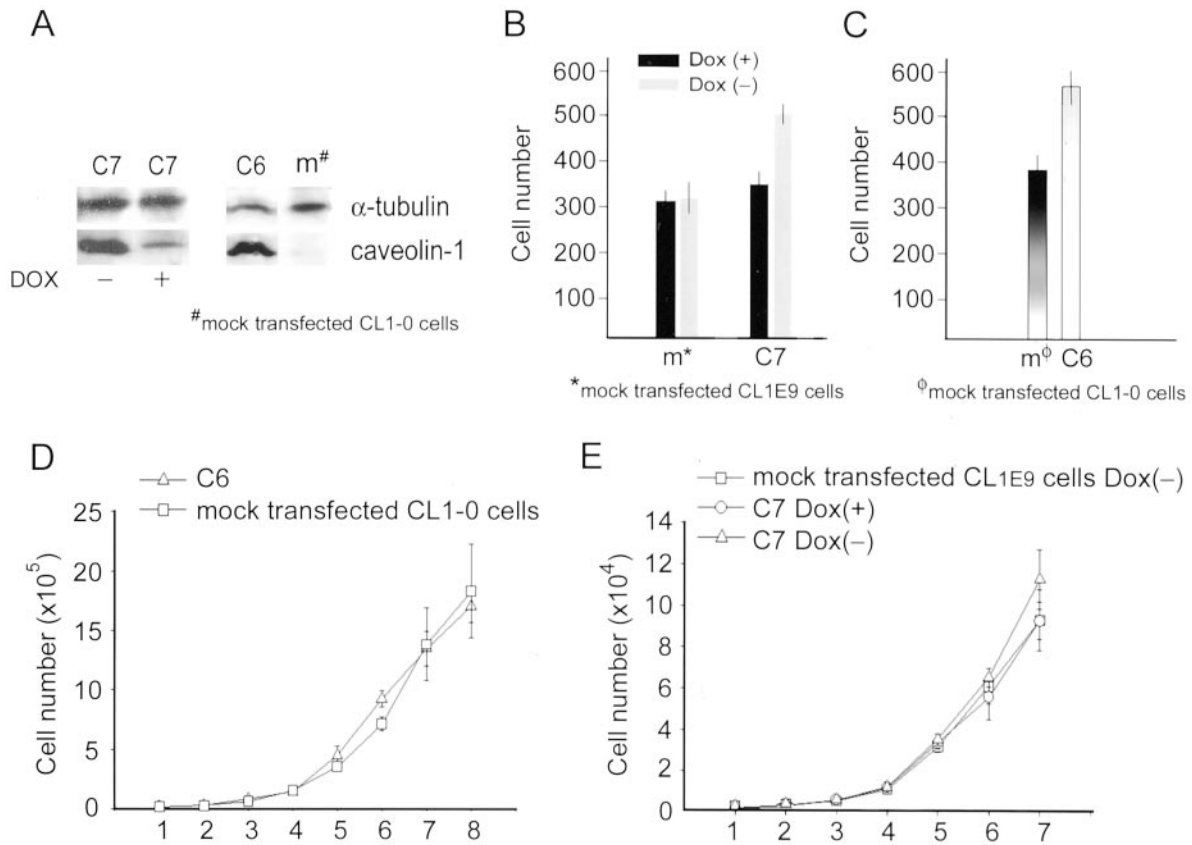 A
C7 C7 C6 m#
α-tubulin
caveolin-1
DOX − +
#mock transfected CL1-0 cells
B
Dox (+)
Dox (−)
Cell number
600
500
400
300
200
100
m* C7
*mock transfected CL1E9 cells
C
Cell number
600
500
400
300
200
100
mϕ C6
ϕmock transfected CL1-0 cells
D
C6
mock transfected CL1-0 cells
Cell number (x10⁵)
25
20
15
10
5
0
1 2 3 4 5 6 7 8
E
mock transfected CL1E9 cells Dox(−)
C7 Dox(+)
C7 Dox(−)
Cell number (x10⁴)
14
12
10
8
6
4
2
0
1 2 3 4 5 6 7